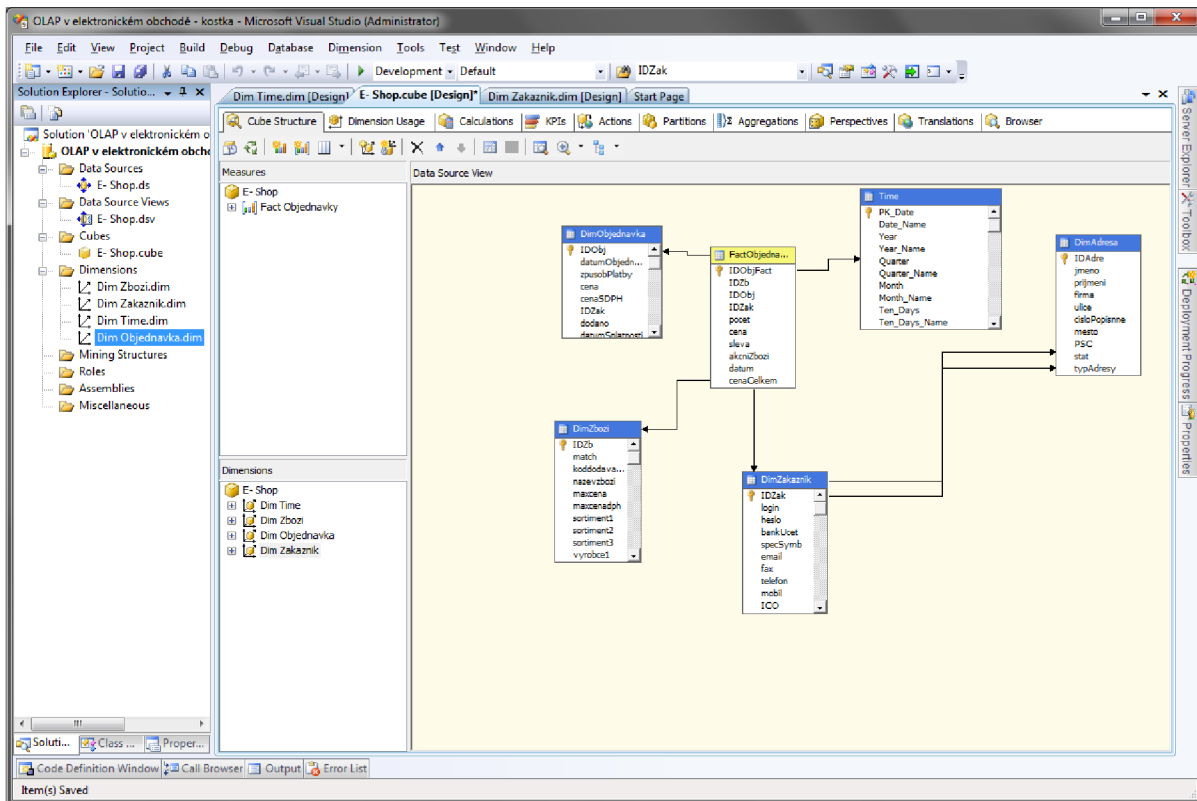 OLAP v elektronickém obchodě - kostka - Microsoft Visual Studio (Administrator)
File Edit View Project Build Debug Database Dimension Tools Test Window Help
Development Default IDZak
Solution Explorer - Solutio...
Dim Time.dim [Design] E- Shop.cube [Design]* Dim Zakaznik.dim [Design] Start Page
Cube Structure Dimension Usage Calculations KPIs Actions Partitions Aggregations Perspectives Translations Browser
Solution 'OLAP v elektronickém o
OLAP v elektronickém obcho
Data Sources
E- Shop.ds
Data Source Views
E- Shop.dsv
Cubes
E- Shop.cube
Dimensions
Dim Zbozi.dim
Dim Zakaznik.dim
Dim Time.dim
Dim Objednavka.dim
Mining Structures
Roles
Assemblies
Miscellaneous
Measures
E- Shop
Fact Objednavky
Dimensions
E- Shop
Dim Time
Dim Zbozi
Dim Objednavka
Dim Zakaznik
Data Source View
DimObjednavka
IDObj
datumObjedn...
zpusobPlatby
cena
cenaSDPH
IDZak
dodano
datumSplatnosti
FactObjedna...
IDObjFact
IDZb
IDObj
IDZak
pocet
cena
sleva
akcniZbozi
datum
cenaCelkem
Time
PK_Date
Date_Name
Year
Year_Name
Quarter
Quarter_Name
Month
Month_Name
Ten_Days
Ten_Days_Name
DimAdresa
IDAdre
jmeno
prijmeni
firma
ulice
cisloPopisne
mesto
PSC
stat
typAdresy
DimZbozi
IDZb
match
koddodava...
nazevzbozi
maxcena
maxcenadph
sortiment1
sortiment2
sortiment3
vyrobce1
DimZakaznik
IDZak
login
heslo
bankUcet
specSymb
email
fax
telefon
mobil
ICO
Server Explorer
Toolbox
Deployment Progress
Properties
Soluti... Class ... Proper...
Code Definition Window Call Browser Output Error List
Item(s) Saved